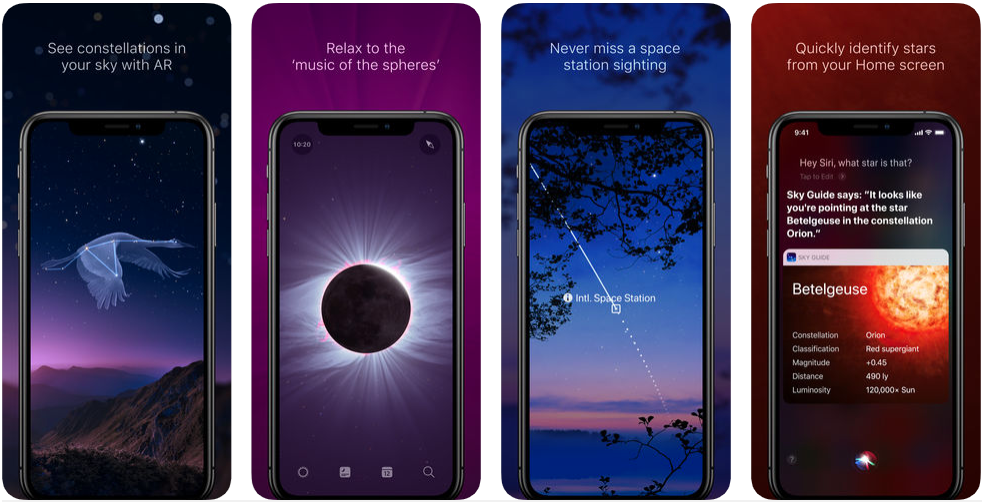 See constellations in
your sky with AR
Relax to the
‘music of the spheres’
10:20
12
Never miss a space
station sighting
Intl. Space Station
Quickly identify stars
from your Home screen
9:41
Hey Siri, what star is that?
Tap to Edit
Sky Guide says: “It looks like
you're pointing at the star
Betelgeuse in the constellation
Orion.”
SKY GUIDE
Betelgeuse
Constellation Orion
Classification Red supergiant
Magnitude +0.45
Distance 490 ly
Luminosity 120,000× Sun
?